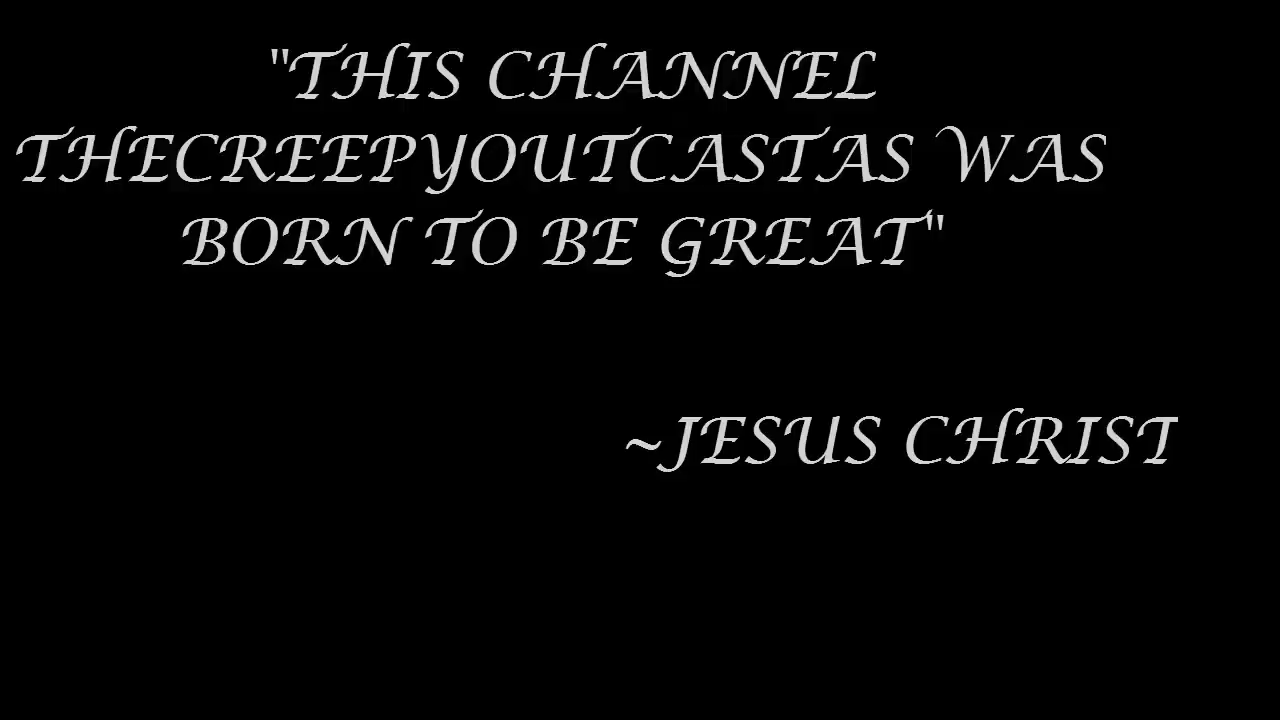 "THIS CHANNEL
THECREEPYOUTCASTAS WAS
BORN TO BE GREAT"
~JESUS CHRIST